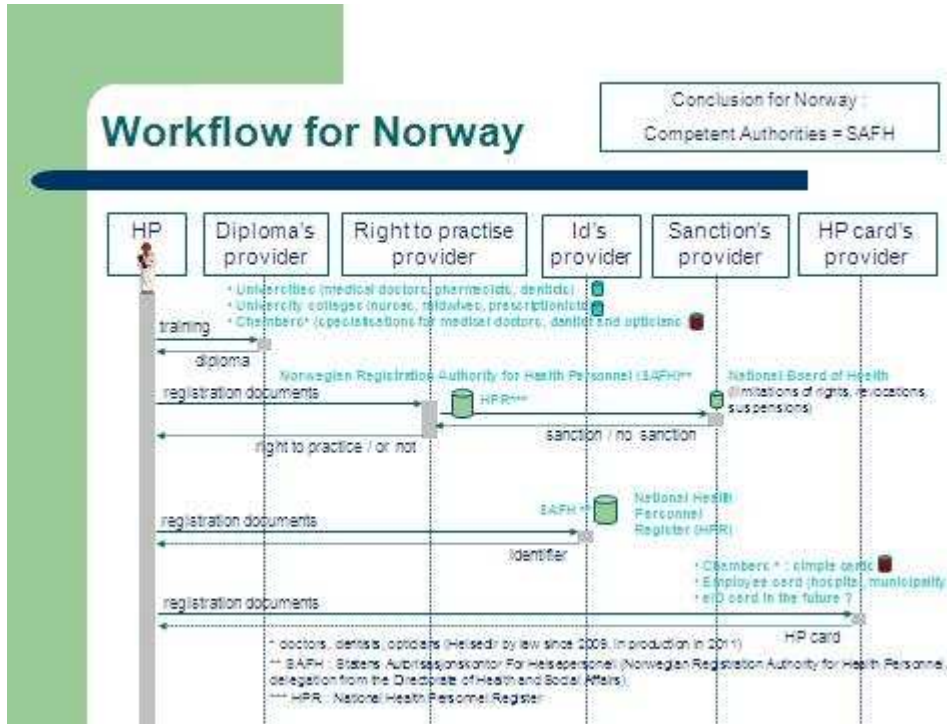 Workflow for Norway
Conclusion for Norway :
Competent Authorities = SAFH
HP
Diploma's
provider
Right to practise
provider
Id's
provider
Sanction's
provider
HP card's
provider
• Universities (medical doctors, pharmacists, dentists)
• University colleges (nurses, midwives, prescriptionists)
• Chambers* (specialisations for medical doctors, dentist and opticians
training
diploma
Norwegian Registration Authority for Health Personnel (SAFH)**
National Board of Health
(limitations of rights, revocations,
suspensions)
registration documents
HPR***
sanction / no sanction
right to practice / or not
SAFH **
National Health
Personnel
Register (HPR)
registration documents
Identifier
• Chambers * : simple cards
• Employee card (hospital, municipality
• eID card in the future ?
registration documents
HP card
* doctors, dentists, opticians (Helsedir by law since 2009, in production in 2011)
** SAFH : Statens Autorisasjonskontor For Helsepersonell (Norwegian Registration Authority for Health Personnel,
delegation from the Directorate of Health and Social Affairs),
*** HPR : National Health Personnel Register